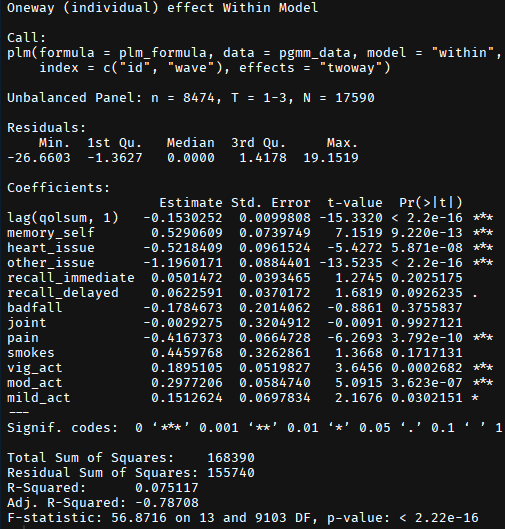 Oneway (individual) effect Within Model
Call:
plm(formula = plm_formula, data = pgmm_data, model = "within",
    index = c("id", "wave"), effects = "twoway")
Unbalanced Panel: n = 8474, T = 1-3, N = 17590
Residuals:
    Min.  1st Qu.   Median  3rd Qu.     Max.
-26.6603  -1.3627   0.0000   1.4178  19.1519
Coefficients:
                   Estimate Std. Error  t-value  Pr(>|t|)
lag(qolsum, 1)   -0.1530252  0.0099808 -15.3320 < 2.2e-16 ***
memory_self       0.5290609  0.0739749   7.1519 9.220e-13 ***
heart_issue      -0.5218409  0.0961524  -5.4272 5.871e-08 ***
other_issue      -1.1960171  0.0884401 -13.5235 < 2.2e-16 ***
recall_immediate  0.0501472  0.0393465   1.2745 0.2025175
recall_delayed    0.0622591  0.0370172   1.6819 0.0926235 .
badfall          -0.1784673  0.2014062  -0.8861 0.3755837
joint            -0.0029275  0.3204912  -0.0091 0.9927121
pain             -0.4167373  0.0664728  -6.2693 3.792e-10 ***
smokes            0.4459768  0.3262861   1.3668 0.1717131
vig_act           0.1895105  0.0519827   3.6456 0.0002682 ***
mod_act           0.2977206  0.0584740   5.0915 3.623e-07 ***
mild_act          0.1512624  0.0697834   2.1676 0.0302151 *
---
Signif. codes:  0 ‘***’ 0.001 ‘**’ 0.01 ‘*’ 0.05 ‘.’ 0.1 ‘ ’ 1
Total Sum of Squares:    168390
Residual Sum of Squares: 155740
R-Squared:      0.075117
Adj. R-Squared: -0.78708
F-statistic: 56.8716 on 13 and 9103 DF, p-value: < 2.22e-16